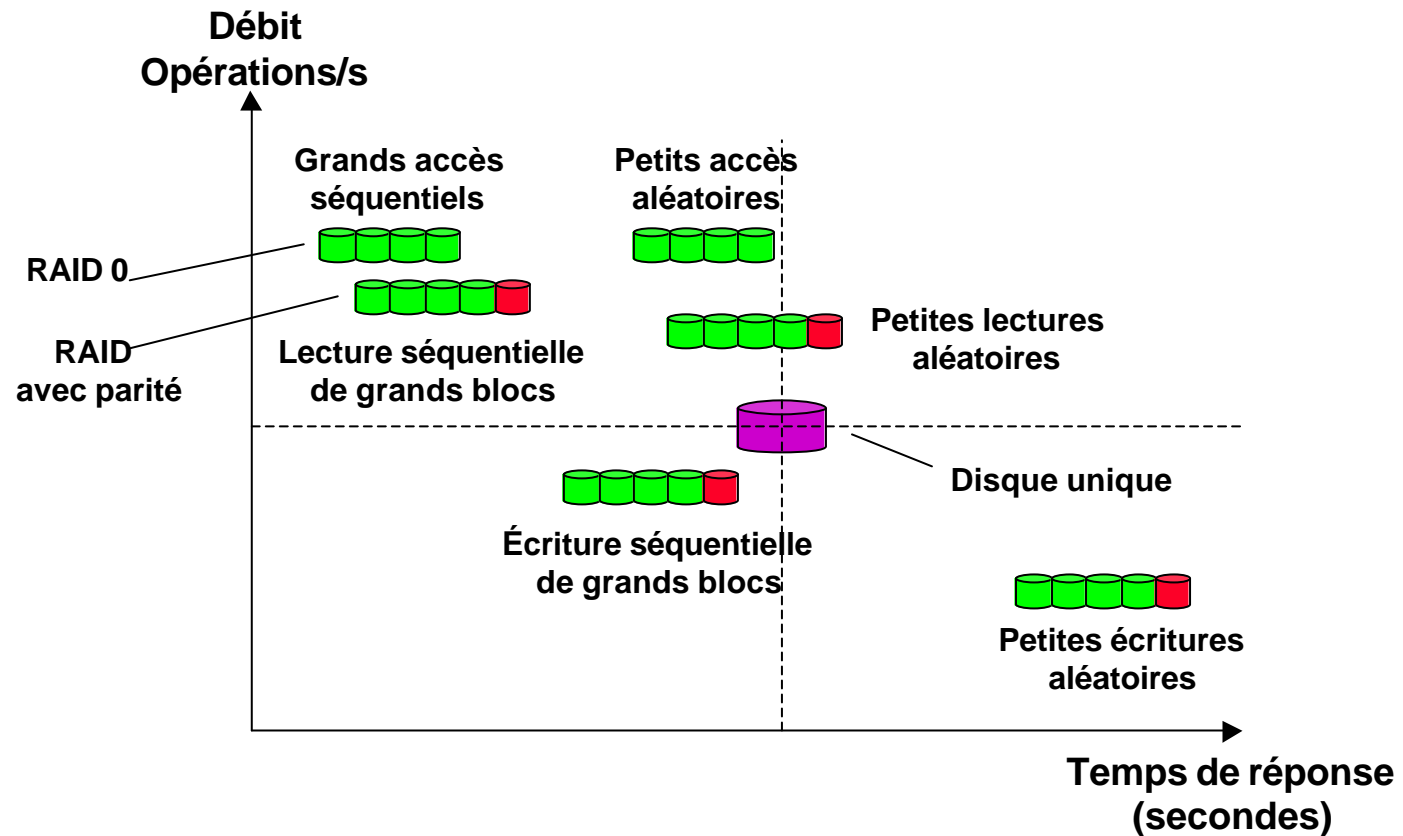 Débit
Opérations/s
Grands accès
séquentiels
Petits accès
aléatoires
RAID 0
RAID
avec parité
Lecture séquentielle
de grands blocs
Petites lectures
aléatoires
Disque unique
Écriture séquentielle
de grands blocs
Petites écritures
aléatoires
Temps de réponse
(secondes)